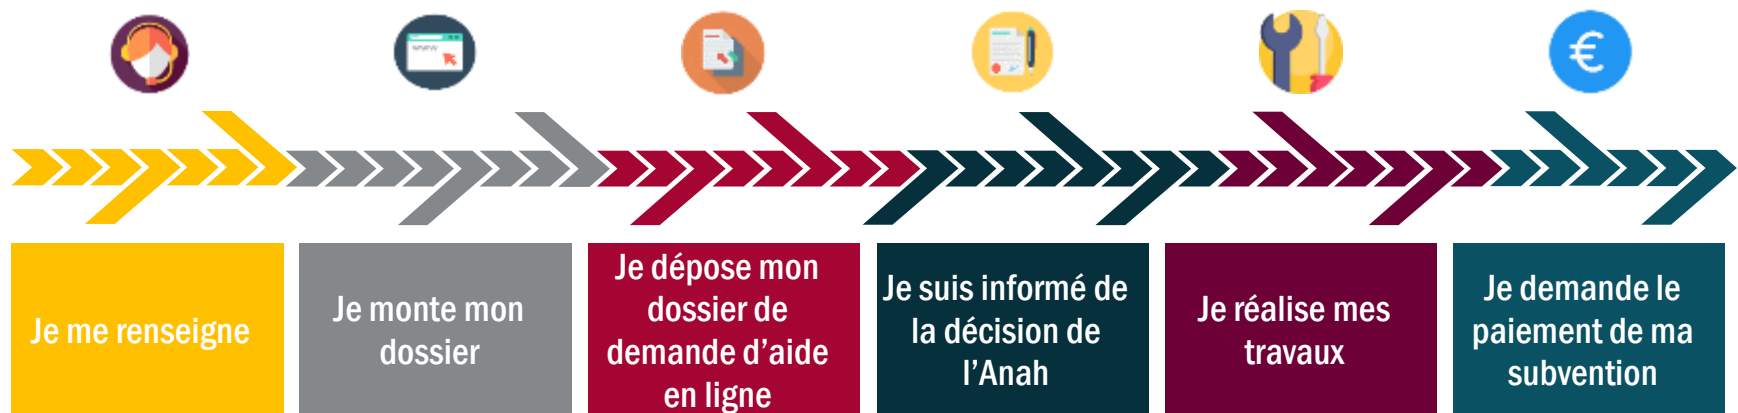 Je me renseigne
Je monte mon
dossier
Je dépose mon
dossier de
demande d’aide
en ligne
Je suis informé de
la décision de
l’Anah
Je réalise mes
travaux
Je demande le
paiement de ma
subvention